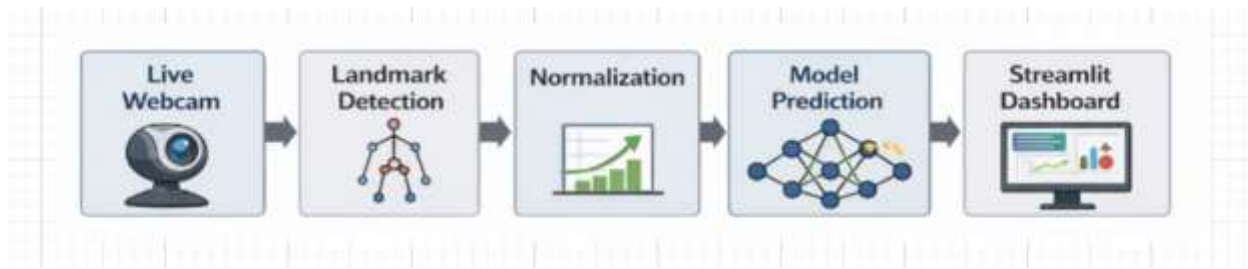 Live
Webcam
Landmark
Detection
Normalization
Model
Prediction
Streamlit
Dashboard